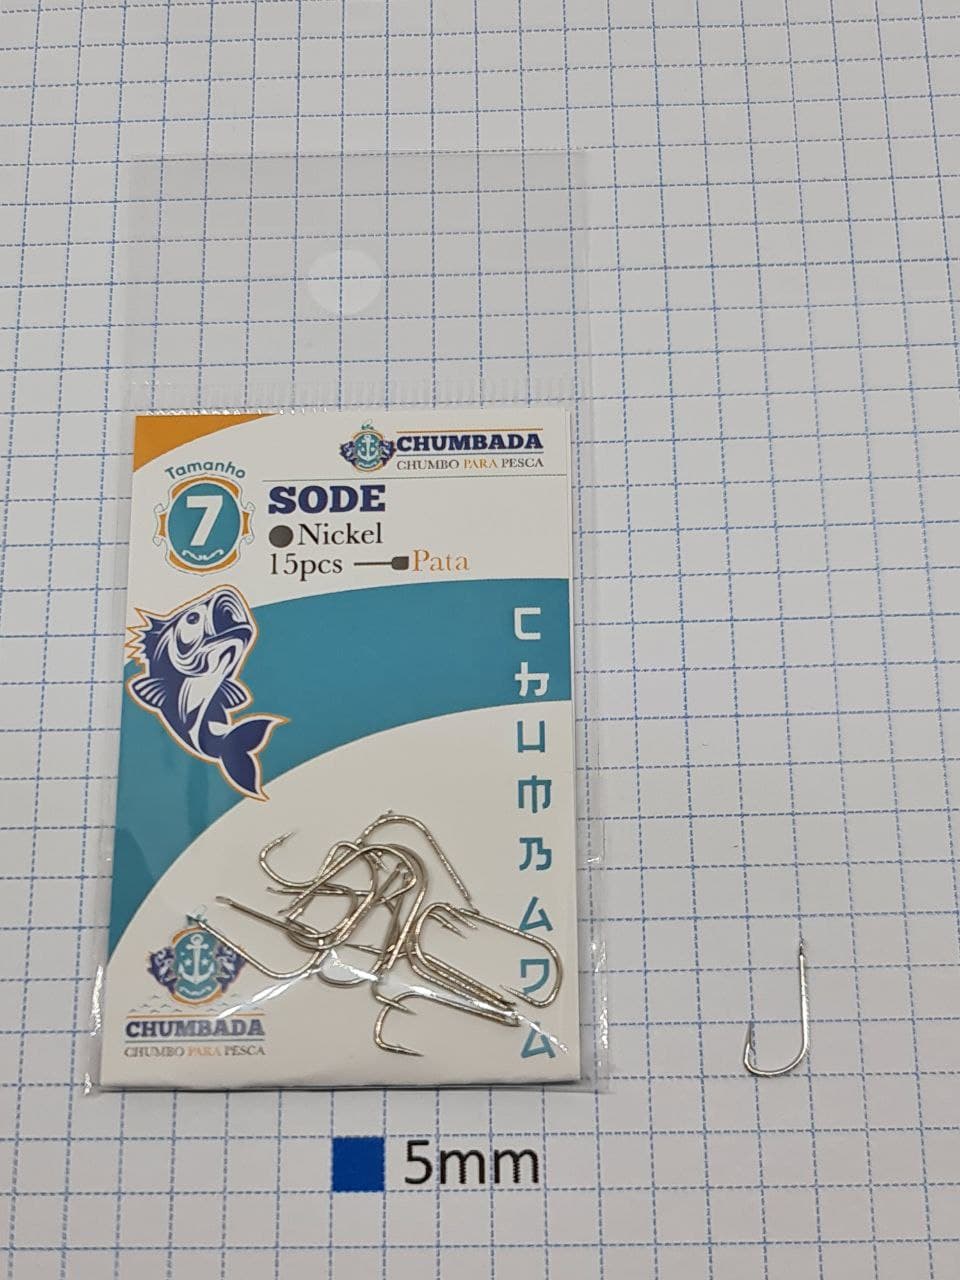 Tamanho
7
CHUMBADA
CHUMBO PARA PESCA
SODE
Nickel
15pcs Pata
CHUMBADA
CHUMBADA
CHUMBO PARA PESCA
5mm